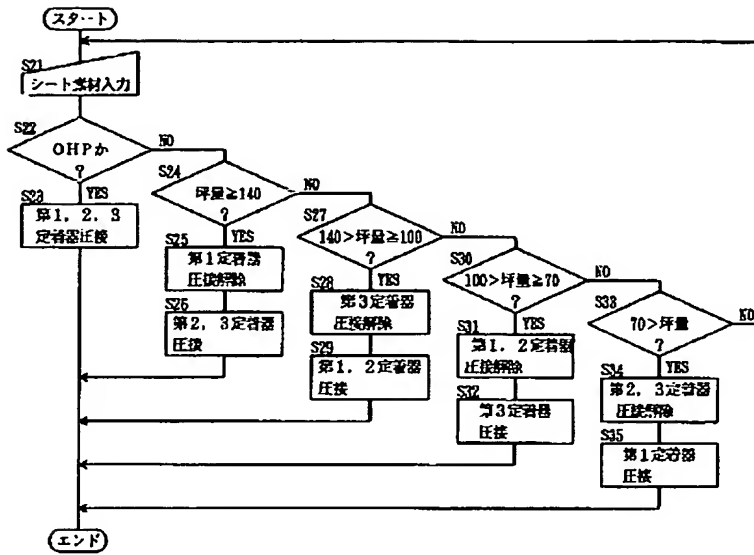 スタート
S21
シート素材入力
S22
OHPか
?
NO
YES
S23
第1，2，3
定着器圧接
S24
坪量≧140
?
NO
YES
S25
第1定着器
圧接解除
S26
第2，3定着器
圧接
S27
140＞坪量≧100
?
NO
YES
S28
第3定着器
圧接解除
S29
第1，2定着器
圧接
S30
100＞坪量≧70
?
NO
YES
S31
第1，2定着器
圧接解除
S32
第3定着器
圧接
S33
70＞坪量
?
NO
YES
S34
第2，3定着器
圧接解除
S35
第1定着器
圧接
エンド